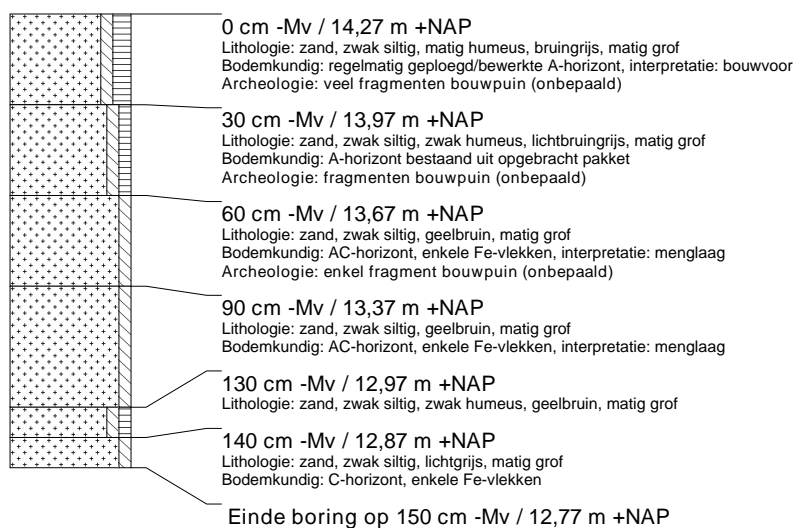 0 cm -Mv / 14,27 m +NAP
Lithologie: zand, zwak siltig, matig humeus, bruingrijs, matig grof
Bodemkundig: regelmatig geploegd/bewerkte A-horizont, interpretatie: bouwvoor
Archeologie: veel fragmenten bouwpuin (onbepaald)
30 cm -Mv / 13,97 m +NAP
Lithologie: zand, zwak siltig, zwak humeus, lichtbruingrijs, matig grof
Bodemkundig: A-horizont bestaand uit opgebracht pakket
Archeologie: fragmenten bouwpuin (onbepaald)
60 cm -Mv / 13,67 m +NAP
Lithologie: zand, zwak siltig, geelbruin, matig grof
Bodemkundig: AC-horizont, enkele Fe-vlekken, interpretatie: menglaag
Archeologie: enkel fragment bouwpuin (onbepaald)
90 cm -Mv / 13,37 m +NAP
Lithologie: zand, zwak siltig, geelbruin, matig grof
Bodemkundig: AC-horizont, enkele Fe-vlekken, interpretatie: menglaag
130 cm -Mv / 12,97 m +NAP
Lithologie: zand, zwak siltig, zwak humeus, geelbruin, matig grof
140 cm -Mv / 12,87 m +NAP
Lithologie: zand, zwak siltig, lichtgrijs, matig grof
Bodemkundig: C-horizont, enkele Fe-vlekken
Einde boring op 150 cm -Mv / 12,77 m +NAP